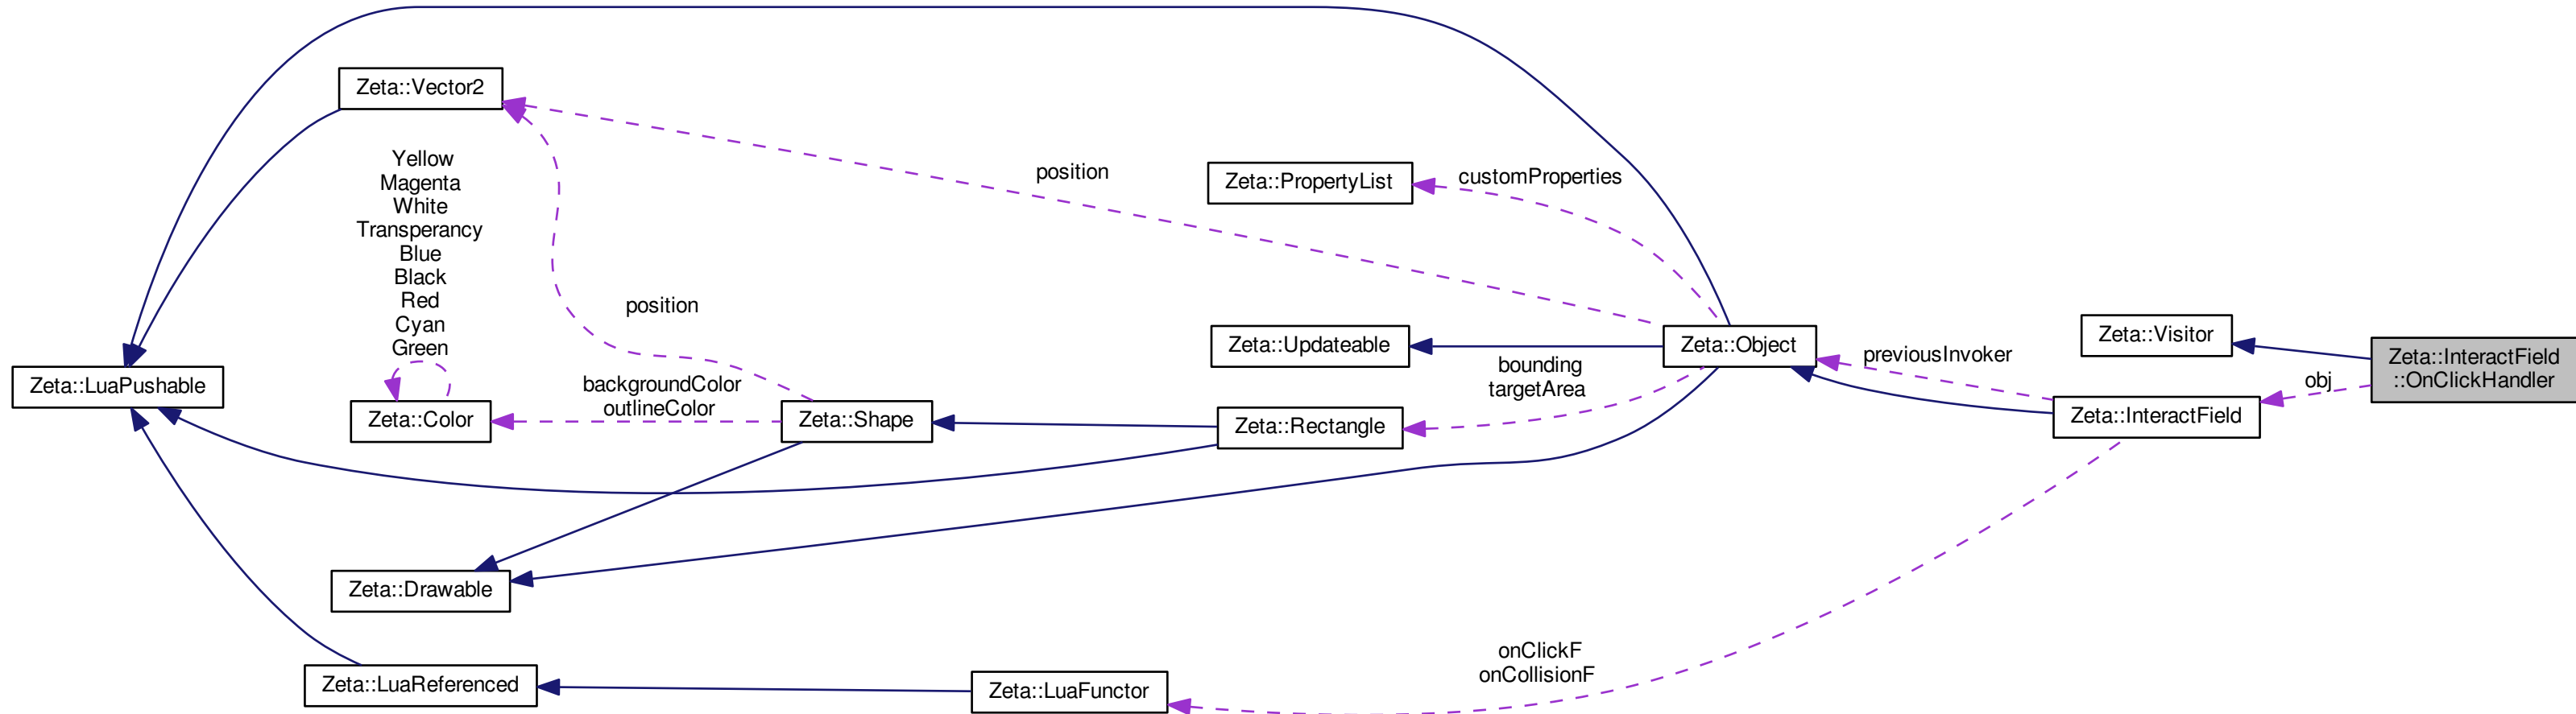 Zeta::Vector2
Yellow
Magenta
White
Transperancy
Blue
Black
Red
Cyan
Green
position
Zeta::PropertyList
customProperties
position
Zeta::LuaPushable
Zeta::Color
backgroundColor
outlineColor
Zeta::Shape
Zeta::Updateable
bounding
targetArea
Zeta::Rectangle
Zeta::Object
previousInvoker
Zeta::Visitor
Zeta::InteractField
obj
Zeta::InteractField
::OnClickHandler
Zeta::Drawable
Zeta::LuaReferenced
Zeta::LuaFunctor
onClickF
onCollisionF